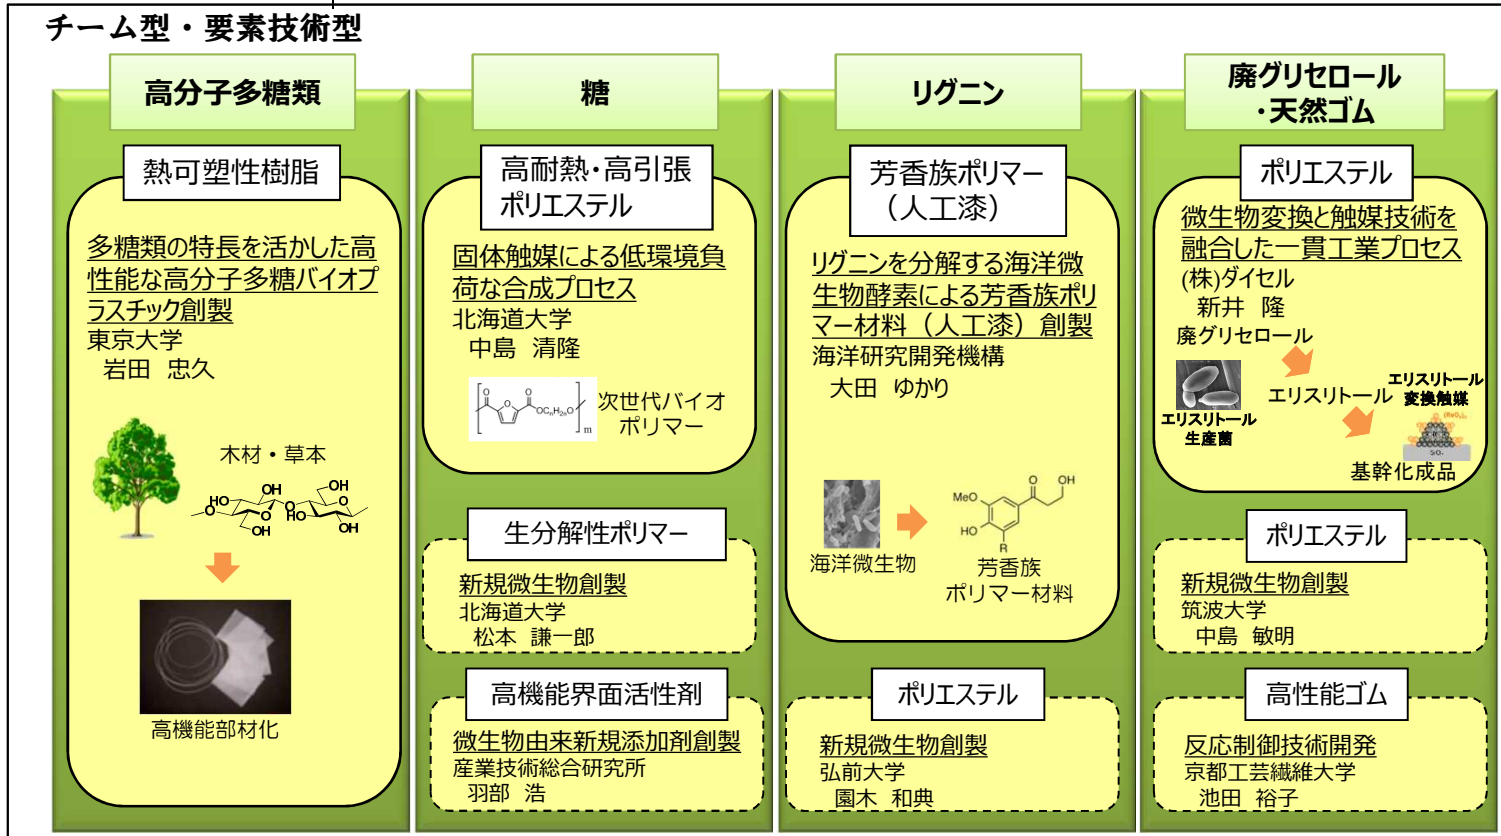 チーム型・要素技術型
高分子多糖類
熱可塑性樹脂
多糖類の特長を活かした高
性能な高分子多糖バイオプ
ラスチック創製
東京大学
岩田 忠久
木材・草本
HO
OH
O
O
OH
OH
HO
OH
O
OH
OH
高機能部材化
糖
高耐熱・高引張
ポリエステル
固体触媒による低環境負
荷な合成プロセス
北海道大学
中島 清隆
O
O
O
OCnH2nO
m
次世代バイオ
ポリマー
生分解性ポリマー
新規微生物創製
北海道大学
松本 謙一郎
高機能界面活性剤
微生物由来新規添加剤創製
産業技術総合研究所
羽部 浩
リグニン
芳香族ポリマー
（人工漆）
リグニンを分解する海洋微
生物酵素による芳香族ポリ
マー材料（人工漆）創製
海洋研究開発機構
大田 ゆかり
海洋微生物
O
OH
MeO
HO
R
芳香族
ポリマー材料
ポリエステル
新規微生物創製
弘前大学
園木 和典
廃グリセロール
・天然ゴム
ポリエステル
微生物変換と触媒技術を
融合した一貫工業プロセス
(株)ダイセル
新井 隆
廃グリセロール
エリスリトール
生産菌
エリスリトール
エリスリトール
変換触媒
SiO2
基幹化成品
ポリエステル
新規微生物創製
筑波大学
中島 敏明
高性能ゴム
反応制御技術開発
京都工芸繊維大学
池田 裕子